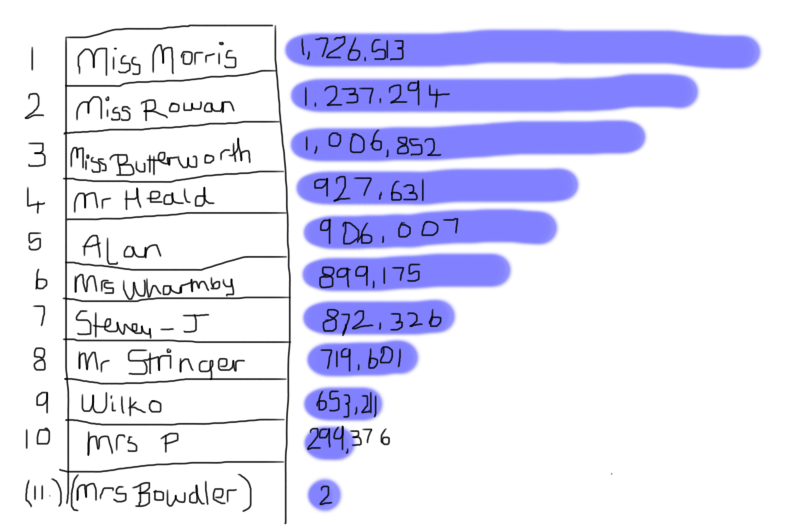 1 Miss Morris 1,726,513
2 Miss Rowan 1.237.294
3 Miss Butterworth 1,006,852
4 Mr Heald 927,631
5 ALan 906,007
6 Mrs Wharmby 899,175
7 Stevey-J 872,326
8 Mr Stringer 719,601
9 Wilko 653,211
10 Mrs P 294,376
(11.) (Mrs Bowdler) 2